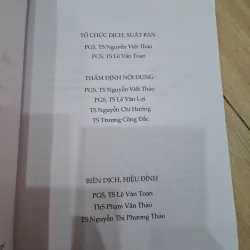 TỔ CHỨC DỊCH, XUẤT BẢN
PGS, TS Nguyễn Viết Thảo
PGS, TS Lê Văn Toan
THẨM ĐỊNH NỘI DUNG
PGS, TS Nguyễn Viết Thảo
PGS, TS Lê Văn Lợi
TS Nguyễn Chí Hướng
TS Trương Công Đắc
BIÊN DỊCH, HIỆU ĐÍNH
PGS, TS Lê Văn Toan
ThS Phạm Vân Thảo
TS Nguyễn Thị Phương Thảo